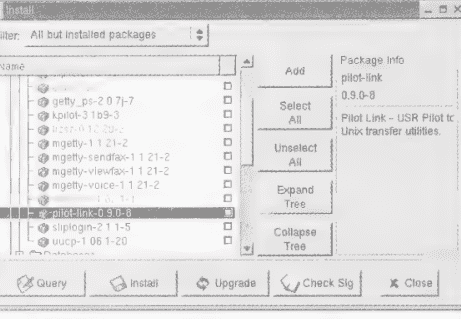 Install
Filter: All but installed packages
Name
getty_ps-2.0.7j-7
kpilot-3.1b9-3
mgetty-1.1.21-2
mgetty-sendfax-1.1.21-2
mgetty-viewfax-1.1.21-2
mgetty-voice-1.1.21-2
pilot-link-0.9.0-8
sliplogin-2.1.1-5
uucp-1.06.1-20
Databases
Add
Select All
Unselect All
Expand Tree
Collapse Tree
Package Info
pilot-link
0.9.0-8
Pilot Link - USR Pilot to
Unix transfer utilities.
Query
Install
Upgrade
Check Sig
Close